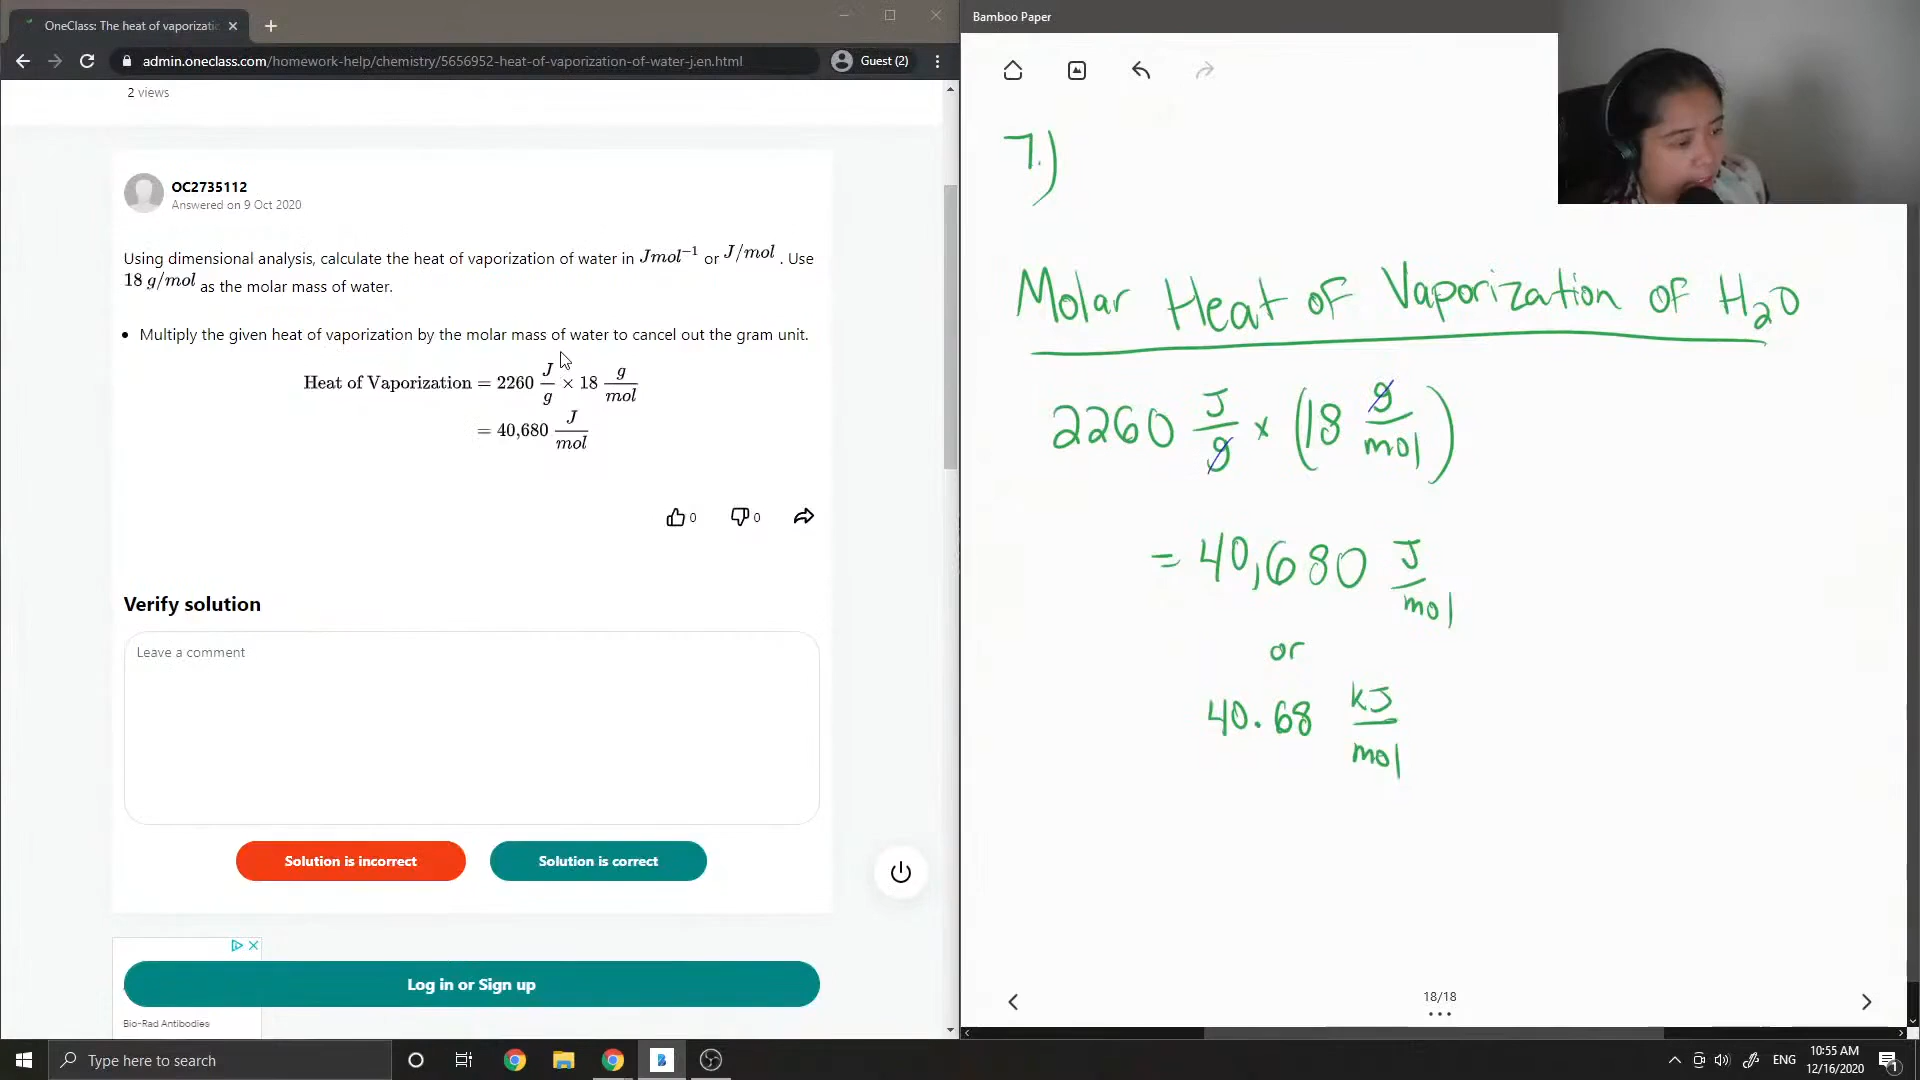 OneClass: The heat of vaporizatic
admin.oneclass.com/homework-help/chemistry/5656952-heat-of-vaporization-of-water-j.en.html
Guest (2)
2 views
OC2735112
Answered on 9 Oct 2020
Using dimensional analysis, calculate the heat of vaporization of water in Jmol⁻¹ or J/mol . Use
18 g/mol as the molar mass of water.
• Multiply the given heat of vaporization by the molar mass of water to cancel out the gram unit.
Heat of Vaporization = 2260 J/g × 18 g/mol
= 40,680 J/mol
0 0
Verify solution
Leave a comment
Solution is incorrect Solution is correct
Log in or Sign up
Bio-Rad Antibodies
Bamboo Paper
7.)
Molar Heat of Vaporization of H₂O
2260 J/g × (18 g/mol)
= 40,680 J/mol
or
40.68 kJ/mol
18/18
Type here to search
ENG
10:55 AM
12/16/2020
1